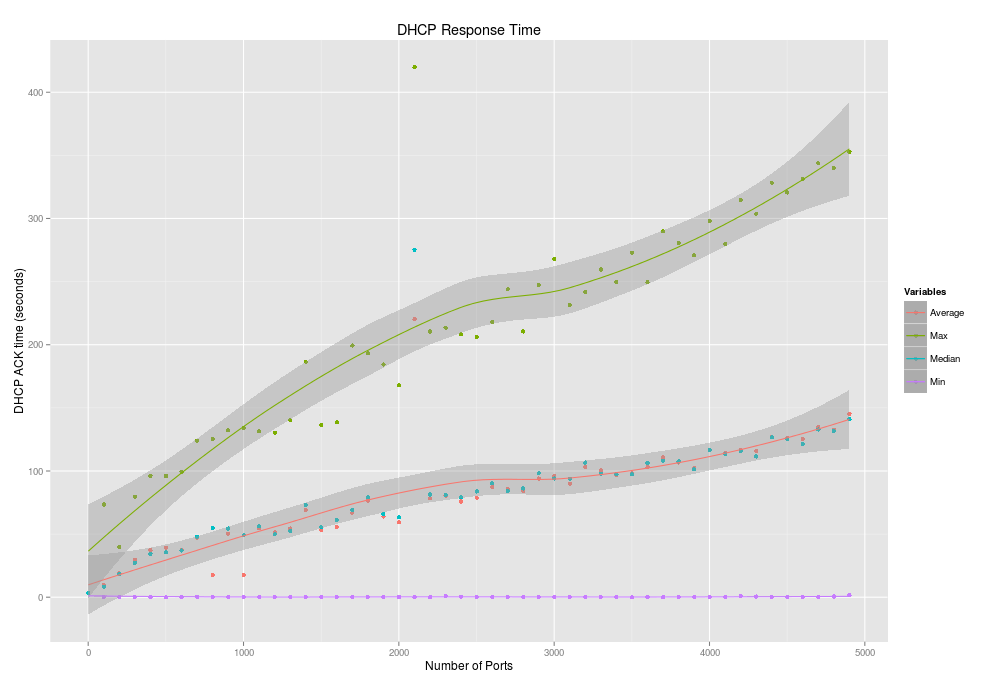 DHCP Response Time
DHCP ACK time (seconds)
400
300
200
100
0
0 1000 2000 3000 4000 5000
Number of Ports
Variables
Average
Max
Median
Min